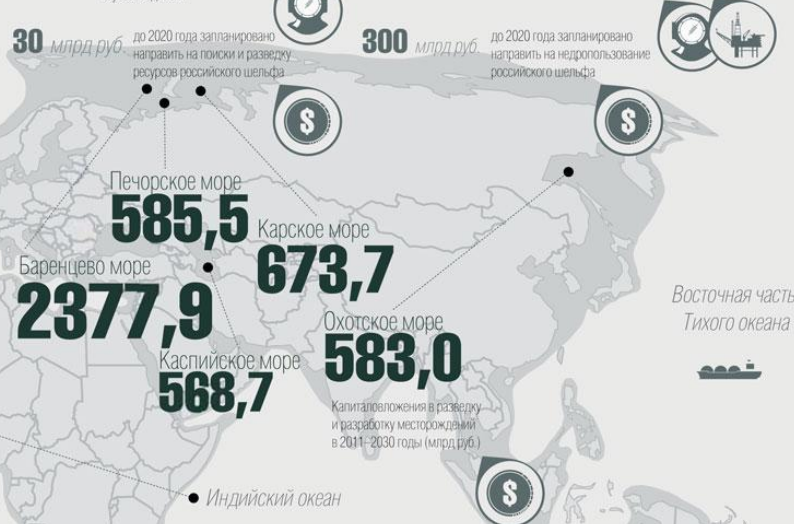 30 млрд руб.
до 2020 года запланировано
направить на поиски и разведку
ресурсов российского шельфа
300 млрд руб.
до 2020 года запланировано
направить на недропользование
российского шельфа
$
$
Печорское море
585,5
Карское море
673,7
Баренцево море
2377,9
Охотское море
583,0
Каспийское море
568,7
Капиталовложения в разведку
и разработку месторождений
в 2011–2030 годы (млрд руб.)
Восточная часть
Тихого океана
$
Индийский океан